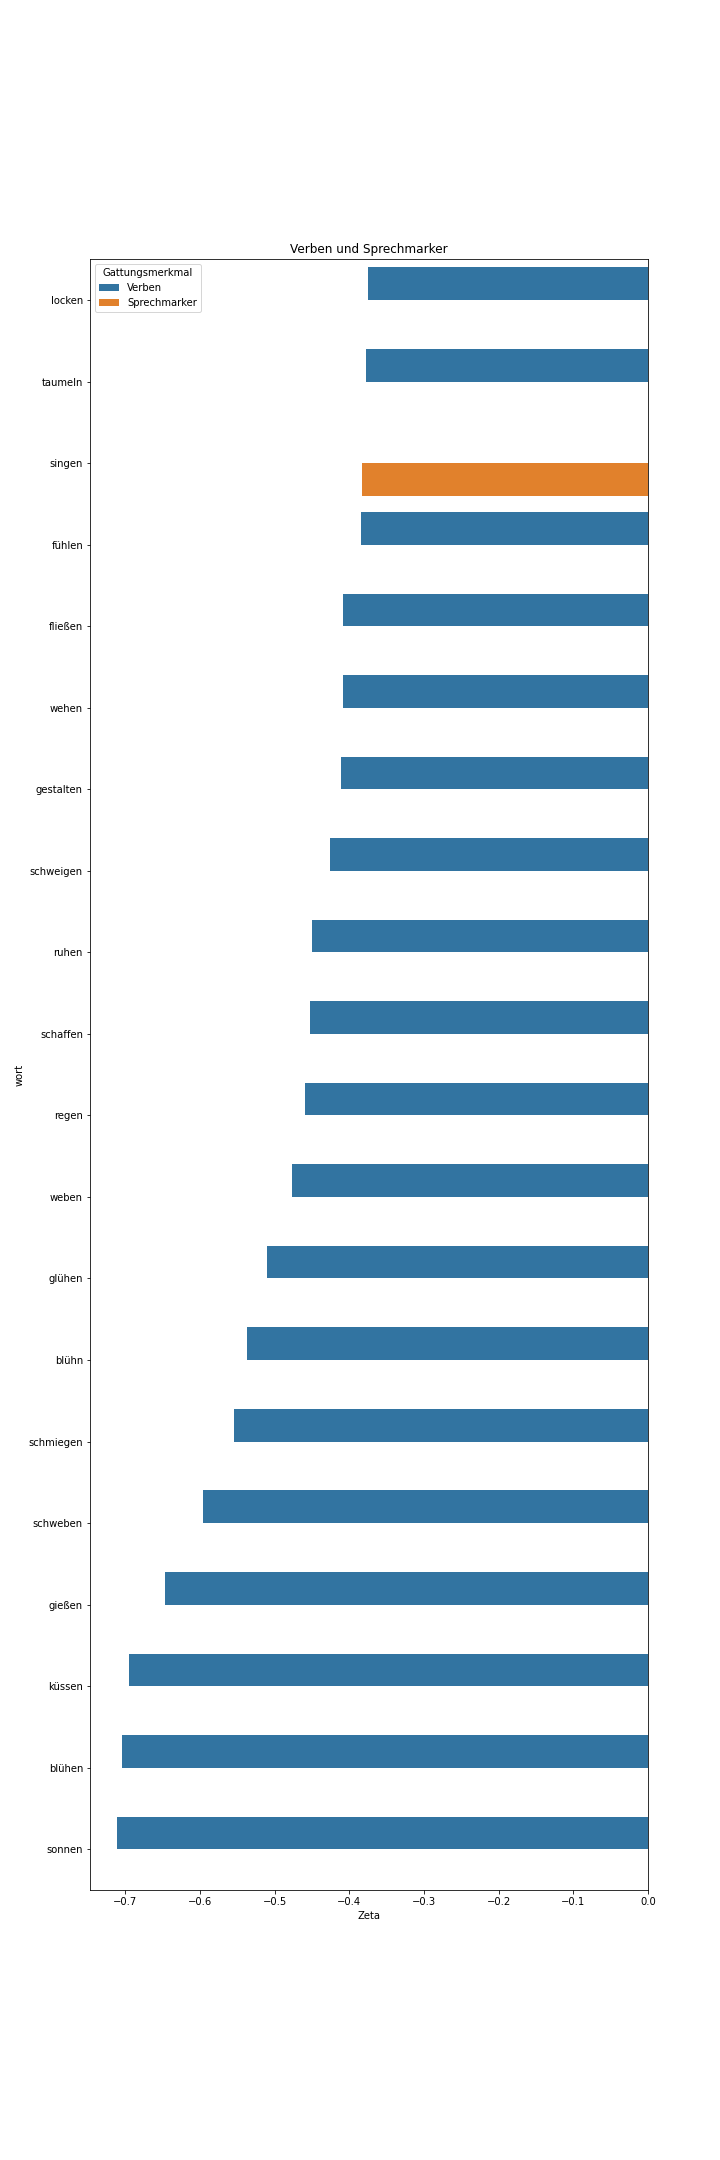 Verben und Sprechmarker
Gattungsmerkmal
Verben
Sprechmarker
locken
taumeln
singen
fühlen
fließen
wehen
gestalten
schweigen
ruhen
schaffen
wort
regen
weben
glühen
blühn
schmiegen
schweben
gießen
küssen
blühen
sonnen
−0.7 −0.6 −0.5 −0.4 −0.3 −0.2 −0.1 0.0
Zeta